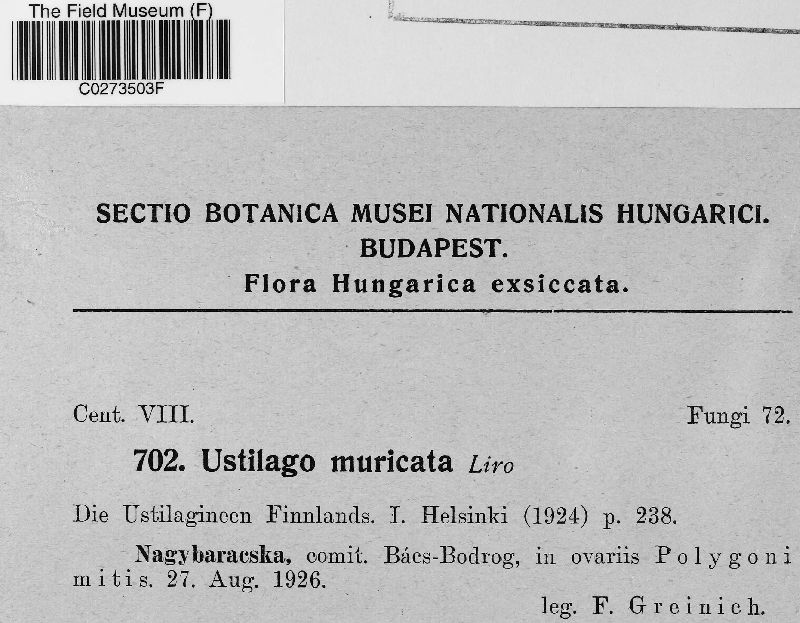 The Field Museum (F)
C0273503F
SECTIO BOTANICA MUSEI NATIONALIS HUNGARICI.
BUDAPEST.
Flora Hungarica exsiccata.
Cent. VIII. Fungi 72.
702. Ustilago muricata Liro
Die Ustilagineen Finnlands. I. Helsinki (1924) p. 238.
Nagybaracska, comit. Bács-Bodrog, in ovariis Polygoni
mitis. 27. Aug. 1926.
leg. F. Greinich.